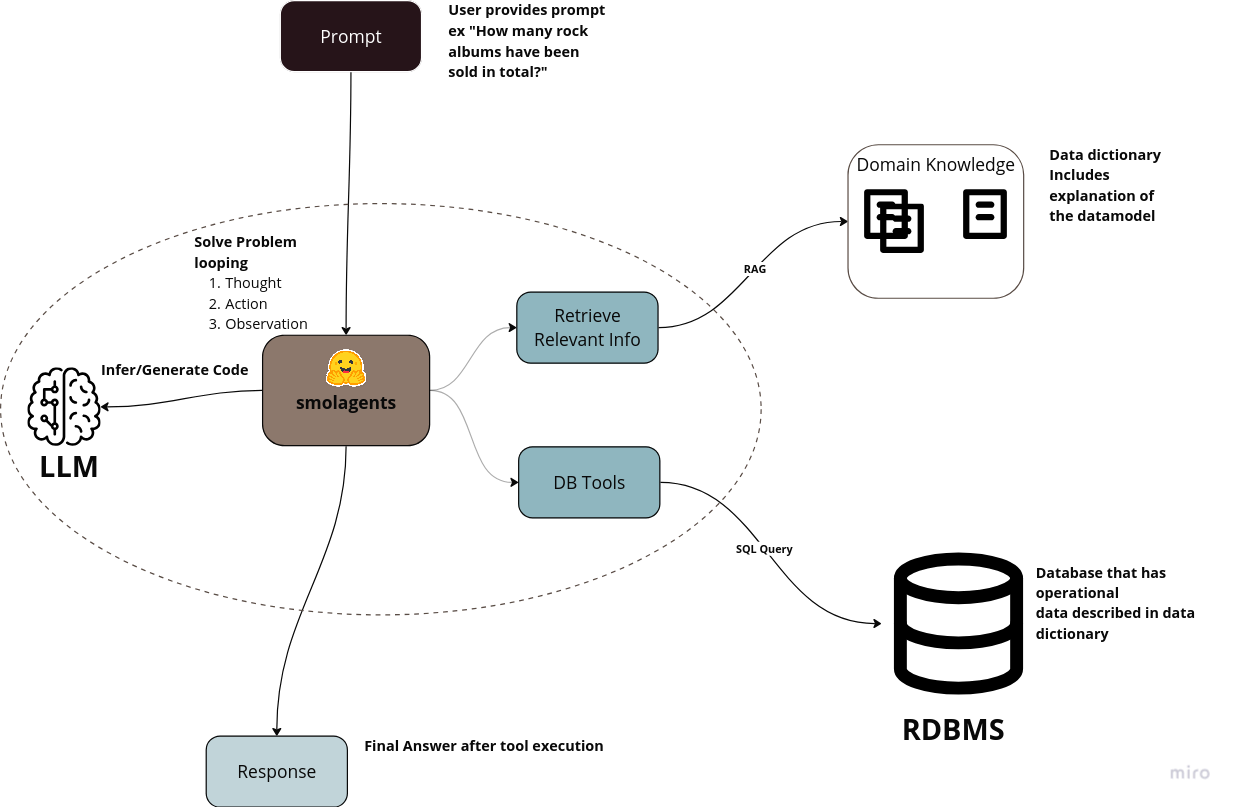 Prompt
User provides prompt
ex "How many rock
albums have been
sold in total?"
Domain Knowledge
Data dictionary
Includes
explanation of
the datamodel
Solve Problem
looping
1. Thought
2. Action
3. Observation
RAG
Retrieve
Relevant Info
Infer/Generate Code
smolagents
LLM
DB Tools
SQL Query
Database that has
operational
data described in data
dictionary
RDBMS
Final Answer after tool execution
Response
miro